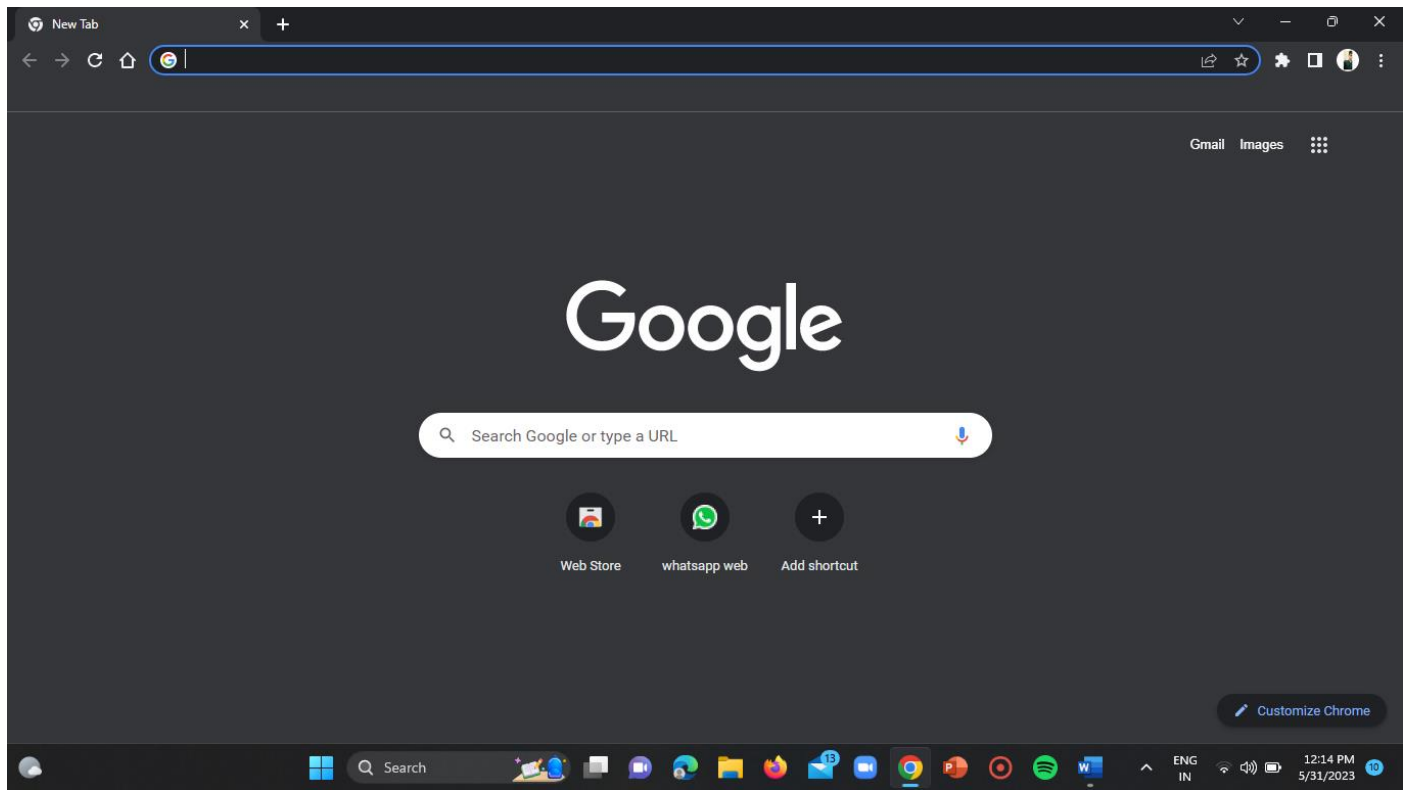 New Tab
Gmail Images
Google
Search Google or type a URL
Web Store whatsapp web Add shortcut
Customize Chrome
Search
13
ENG
IN
12:14 PM
5/31/2023
10